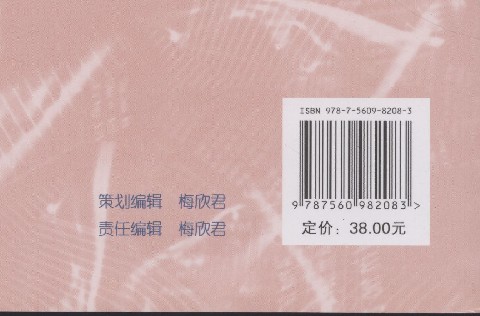 ISBN 978-7-5609-8208-3
9 787560 982083 >
策划编辑 梅欣君
责任编辑 梅欣君
定价：38.00元